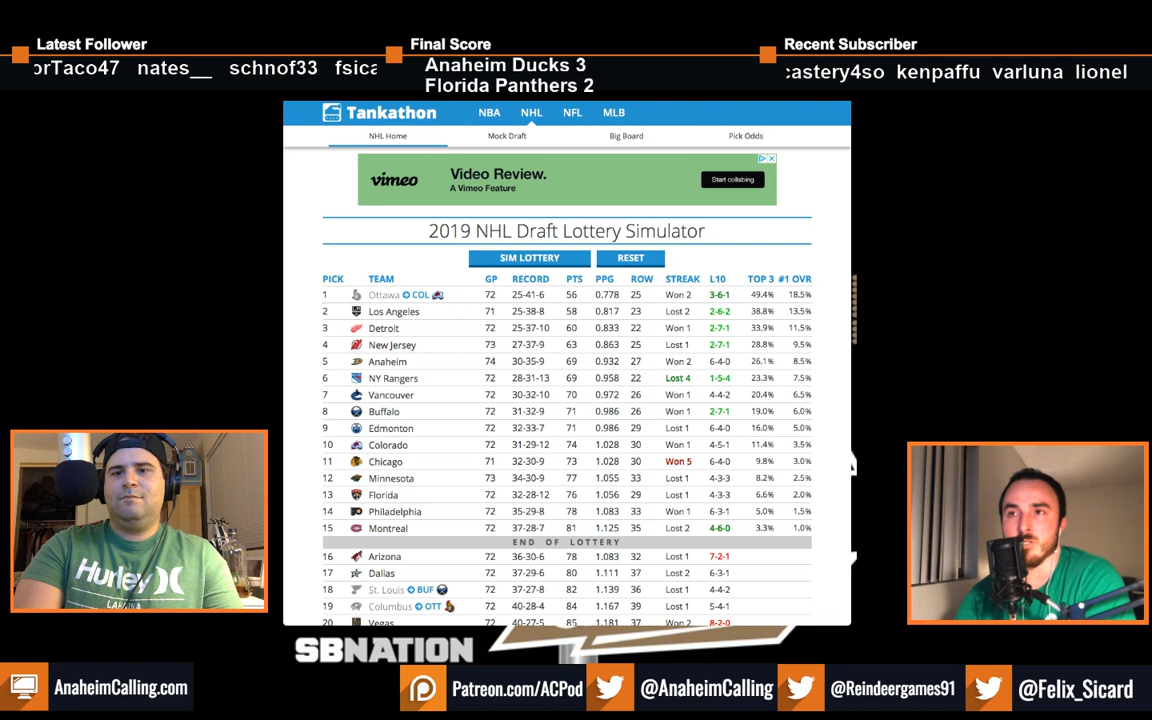 Latest Follower
Final Score
Recent Subscriber
orTaco47 nates__ schnof33 fsica
Anaheim Ducks 3
Florida Panthers 2
castery4so kenpaffu varluna lionel
Tankathon NBA NHL NFL MLB
NHL Home Mock Draft Big Board Pick Odds
vimeo Video Review. Start collabing
A Vimeo Feature
2019 NHL Draft Lottery Simulator
SIM LOTTERY RESET
PICK TEAM GP RECORD PTS PPG ROW STREAK L10 TOP 3 #1 OVR
1 Ottawa COL 72 25-41-6 56 0.778 25 Won 2 3-6-1 49.4% 18.5%
2 Los Angeles 71 25-38-8 58 0.817 23 Lost 2 2-6-2 38.8% 13.5%
3 Detroit 72 25-37-10 60 0.833 22 Won 1 2-7-1 33.9% 11.5%
4 New Jersey 73 27-37-9 63 0.863 25 Lost 1 2-7-1 28.8% 9.5%
5 Anaheim 74 30-35-9 69 0.932 27 Won 2 6-4-0 26.1% 8.5%
6 NY Rangers 72 28-31-13 69 0.958 22 Lost 4 1-5-4 23.3% 7.5%
7 Vancouver 72 30-32-10 70 0.972 26 Won 1 4-4-2 20.4% 6.5%
8 Buffalo 72 31-32-9 71 0.986 26 Won 1 2-7-1 19.0% 6.0%
9 Edmonton 72 32-33-7 71 0.986 29 Lost 1 6-4-0 16.0% 5.0%
10 Colorado 72 31-29-12 74 1.028 30 Won 1 4-5-1 11.4% 3.5%
11 Chicago 71 32-30-9 73 1.028 30 Won 5 6-4-0 9.8% 3.0%
12 Minnesota 73 34-30-9 77 1.055 33 Lost 1 4-3-3 8.2% 2.5%
13 Florida 72 32-28-12 76 1.056 29 Lost 1 4-3-3 6.6% 2.0%
14 Philadelphia 72 35-29-8 78 1.083 33 Won 1 6-3-1 5.0% 1.5%
15 Montreal 72 37-28-7 81 1.125 35 Lost 2 4-6-0 3.3% 1.0%
END OF LOTTERY
16 Arizona 72 36-30-6 78 1.083 32 Lost 1 7-2-1
17 Dallas 72 37-29-6 80 1.111 37 Lost 2 6-3-1
18 St. Louis BUF 72 37-27-8 82 1.139 36 Lost 1 4-4-2
19 Columbus OTT 72 40-28-4 84 1.167 39 Lost 1 5-4-1
20 Vegas 72 40-27-5 85 1.181 37 Won 2 8-2-0
Hurley
SBNATION
AnaheimCalling.com
Patreon.com/ACPod
@AnaheimCalling
@Reindeergames91
@Felix_Sicard